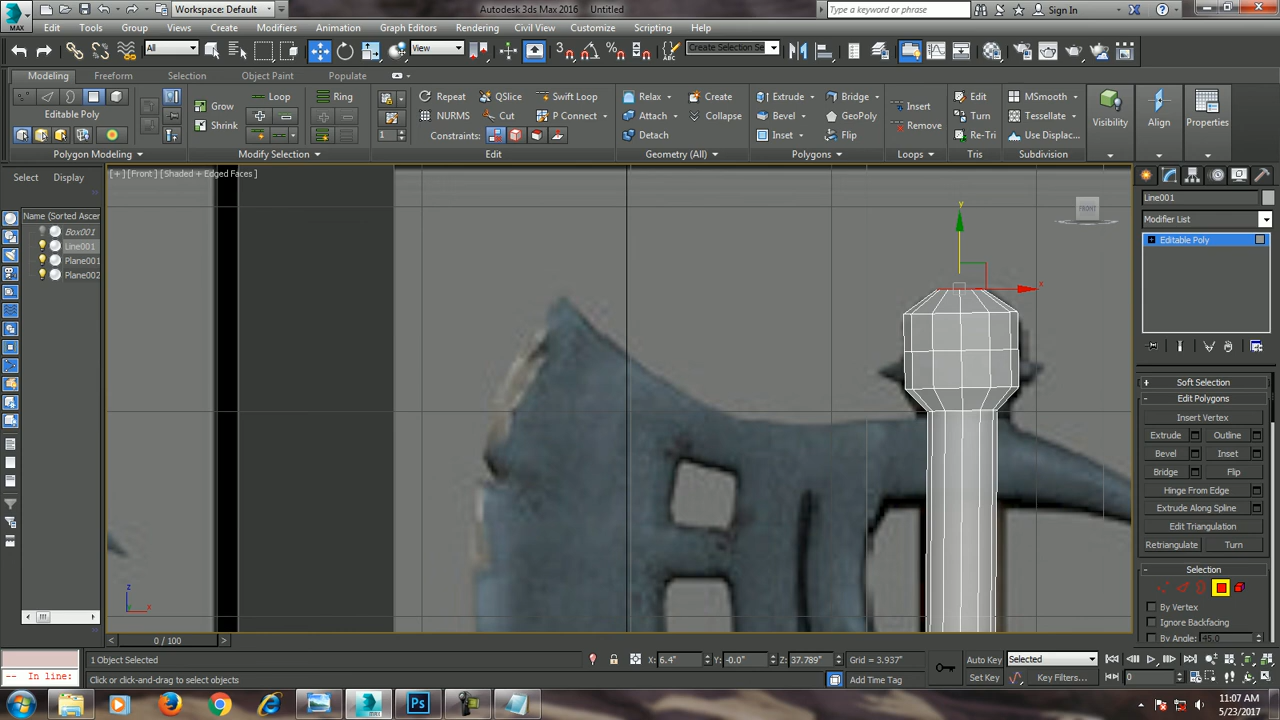 MAX
Workspace: Default
Autodesk 3ds Max 2016 Untitled
Type a keyword or phrase
Sign In
Edit Tools Group Views Create Modifiers Animation Graph Editors Rendering Civil View Customize Scripting Help
All
View
Create Selection Se
Modeling Freeform Selection Object Paint Populate
Editable Poly
Polygon Modeling
Grow
Shrink
Loop
Ring
Modify Selection
Repeat QSlice Swift Loop
NURMS Cut P Connect
Constraints:
Edit
Relax Create
Attach Collapse
Detach
Geometry (All)
Extrude Bridge
Bevel GeoPoly
Inset Flip
Polygons
Insert
Remove
Loops
Edit
Turn
Re-Tri
Tris
MSmooth
Tessellate
Use Displac...
Subdivision
Visibility
Align
Properties
Select Display
Name (Sorted Ascer
Box001
Line001
Plane001
Plane002
[+] [Front] [Shaded + Edged Faces]
FRONT
y
x
z
x
Line001
Modifier List
Editable Poly
Soft Selection
Edit Polygons
Insert Vertex
Extrude Outline
Bevel Inset
Bridge Flip
Hinge From Edge
Extrude Along Spline
Edit Triangulation
Retriangulate Turn
Selection
By Vertex
Ignore Backfacing
By Angle: 45.0
0 / 100
1 Object Selected
X: 6.4" Y: -0.0" Z: 37.789" Grid = 3.937"
Auto Key Selected
-- In line:
Click or click-and-drag to select objects
Add Time Tag
Set Key Key Filters... 0
Ps
11:07 AM
5/23/2017